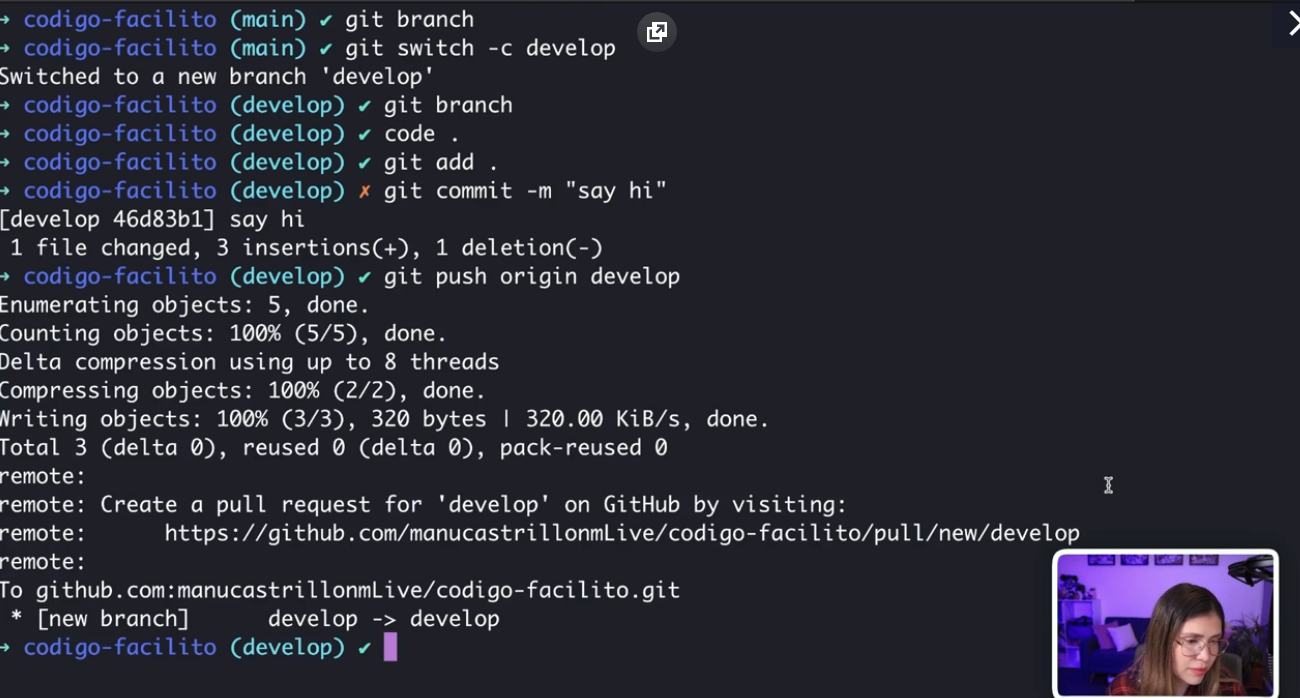 → codigo-facilito (main) ✔ git branch
→ codigo-facilito (main) ✔ git switch -c develop
Switched to a new branch 'develop'
→ codigo-facilito (develop) ✔ git branch
→ codigo-facilito (develop) ✔ code .
→ codigo-facilito (develop) ✔ git add .
→ codigo-facilito (develop) ✗ git commit -m "say hi"
[develop 46d83b1] say hi
 1 file changed, 3 insertions(+), 1 deletion(-)
→ codigo-facilito (develop) ✔ git push origin develop
Enumerating objects: 5, done.
Counting objects: 100% (5/5), done.
Delta compression using up to 8 threads
Compressing objects: 100% (2/2), done.
Writing objects: 100% (3/3), 320 bytes | 320.00 KiB/s, done.
Total 3 (delta 0), reused 0 (delta 0), pack-reused 0
remote:
remote: Create a pull request for 'develop' on GitHub by visiting:
remote:      https://github.com/manucastrillonmLive/codigo-facilito/pull/new/develop
remote:
To github.com:manucastrillonmLive/codigo-facilito.git
 * [new branch]      develop -> develop
→ codigo-facilito (develop) ✔